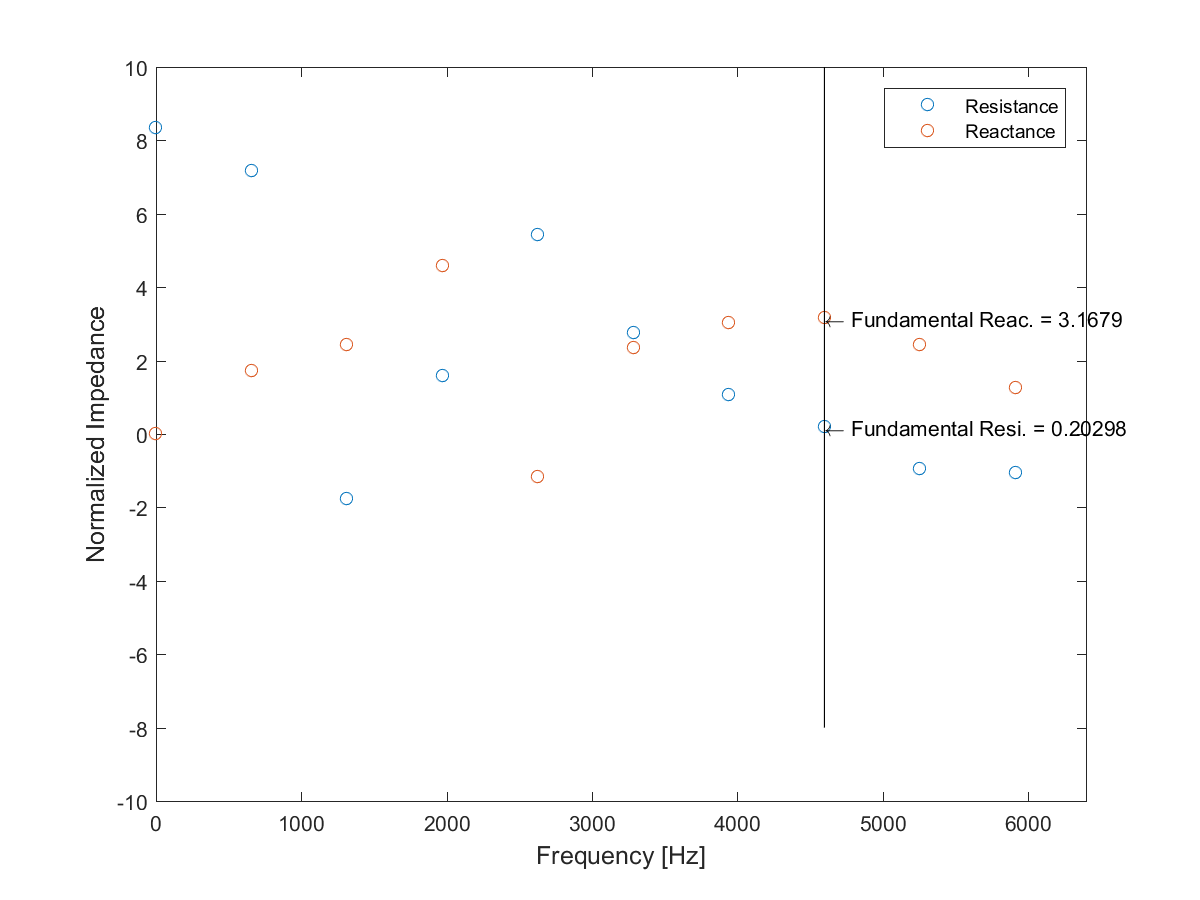 10
8
6
4
2
0
-2
-4
-6
-8
-10
Normalized Impedance
Resistance
Reactance
Fundamental Reac. = 3.1679
Fundamental Resi. = 0.20298
0 1000 2000 3000 4000 5000 6000
Frequency [Hz]